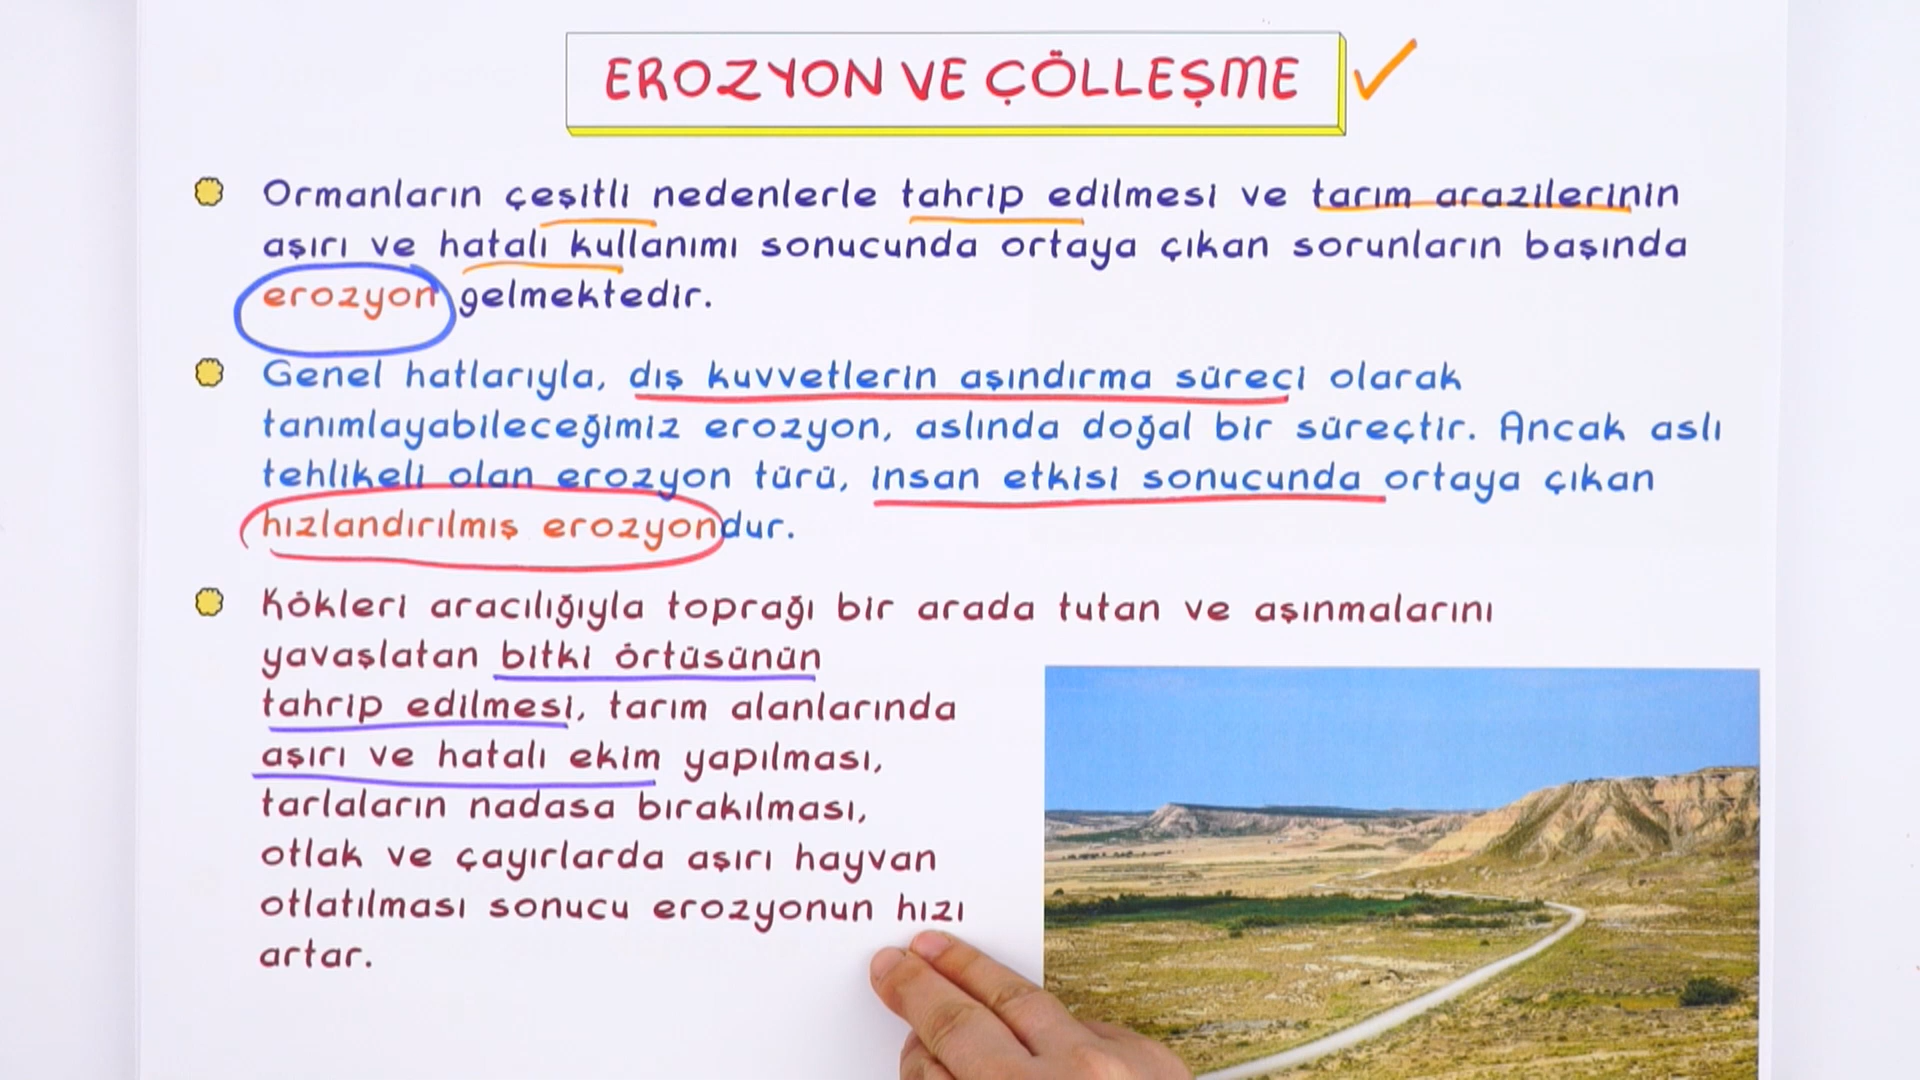 EROZYON VE ÇÖLLEŞME
Ormanların çeşitli nedenlerle tahrip edilmesi ve tarım arazilerinin
aşırı ve hatalı kullanımı sonucunda ortaya çıkan sorunların başında
erozyon gelmektedir.
Genel hatlarıyla, dış kuvvetlerin aşındırma süreci olarak
tanımlayabileceğimiz erozyon, aslında doğal bir süreçtir. Ancak aslı
tehlikeli olan erozyon türü, insan etkisi sonucunda ortaya çıkan
hızlandırılmış erozyondur.
Kökleri aracılığıyla toprağı bir arada tutan ve aşınmalarını
yavaşlatan bitki örtüsünün
tahrip edilmesi, tarım alanlarında
aşırı ve hatalı ekim yapılması,
tarlaların nadasa bırakılması,
otlak ve çayırlarda aşırı hayvan
otlatılması sonucu erozyonun hızı
artar.